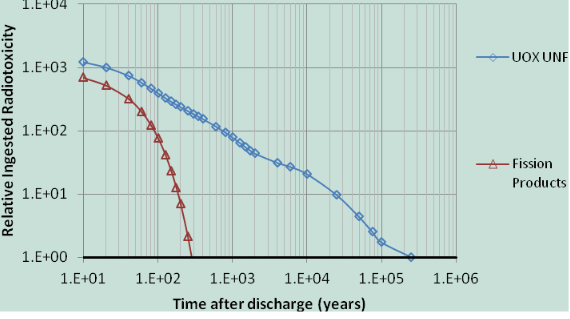 1.E+04
1.E+03
1.E+02
1.E+01
1.E+00
1.E+01 1.E+02 1.E+03 1.E+04 1.E+05 1.E+06
Relative Ingested Radiotoxicity
Time after discharge (years)
UOX UNF
Fission
Products